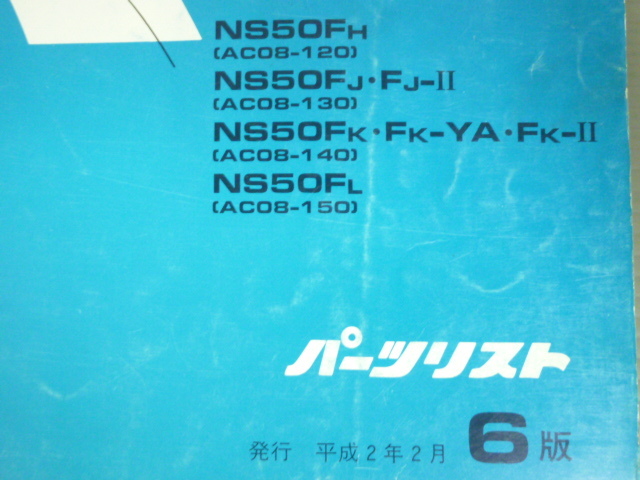 NS50FH
(AC08-120)
NS50FJ・FJ-II
(AC08-130)
NS50FK・FK-YA・FK-II
(AC08-140)
NS50FL
(AC08-150)
パーツリスト
発行 平成2年2月 6版